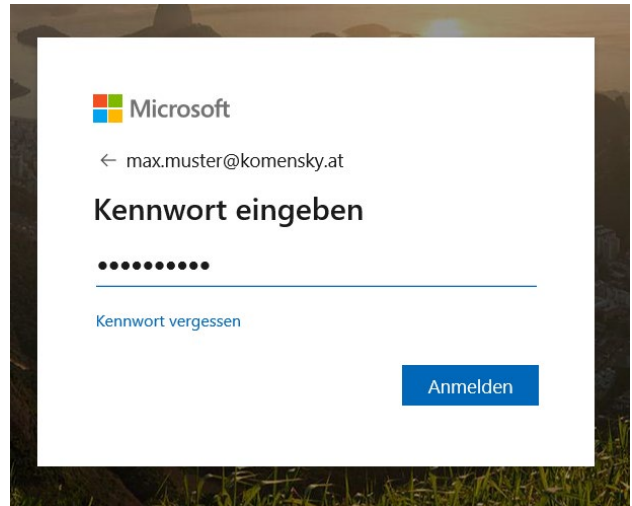 Microsoft
← max.muster@komensky.at
Kennwort eingeben
••••••••••
Kennwort vergessen
Anmelden